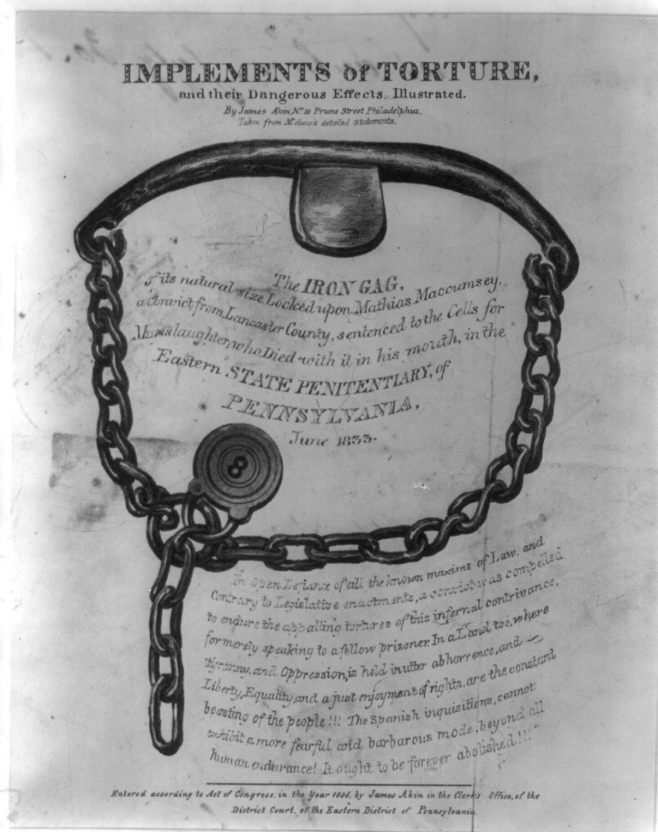 IMPLEMENTS of TORTURE,
and their Dangerous Effects, Illustrated.
By James Akin, No. 18 Prune Street Philadelphia.
Taken from detailed Statements.
The IRON GAG,
of its natural size Locked upon Mathias Maccumsey.
a Convict from Lancaster County, sentenced to the Cells for
Manslaughter, who Died with it in his mouth, in the
Eastern STATE PENITENTIARY, of
PENNSYLVANIA,
June 1833.
8
In Open Defiance of all the known maxims of Law, and
Contrary to Legislative enactments, a convict was compelled
to endure the appalling tortures of this infernal contrivance,
for merely speaking to a fellow prisoner. In a Land too, where
Tyranny, and Oppression, is held in utter abhorrence, and
Liberty, Equality, and a just enjoyment of rights, are the constant
boasting of the people!!! The Spanish inquisitions, cannot
exhibit a more fearful and barbarous mode, beyond all
human endurance! It ought to be forever abolished!!!
Entered according to Act of Congress, in the Year by James Akin in the Clerk's Office, of the
District Court, of the Eastern District of Pennsylvania.